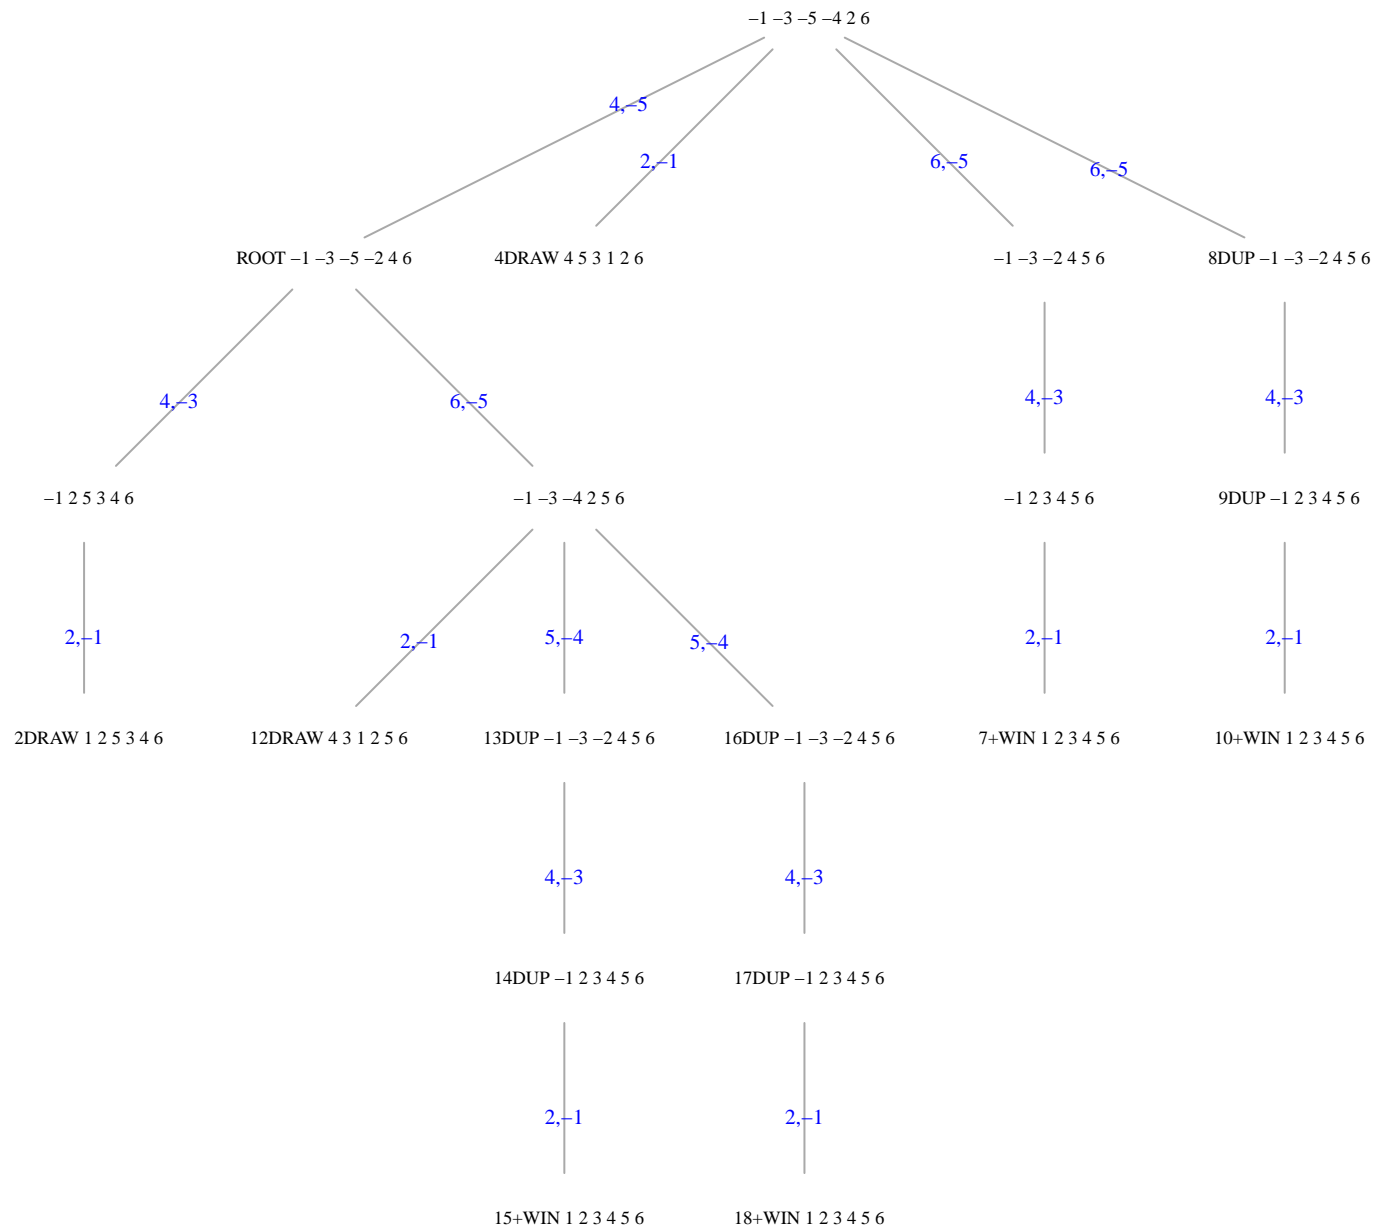 –1 –3 –5 –4 2 6
4,–5
2,–1
6,–5
6,–5
ROOT –1 –3 –5 –2 4 6
4DRAW 4 5 3 1 2 6
–1 –3 –2 4 5 6
8DUP –1 –3 –2 4 5 6
4,–3
6,–5
4,–3
4,–3
–1 2 5 3 4 6
–1 –3 –4 2 5 6
–1 2 3 4 5 6
9DUP –1 2 3 4 5 6
2,–1
2,–1
5,–4
5,–4
2,–1
2,–1
2DRAW 1 2 5 3 4 6
12DRAW 4 3 1 2 5 6
13DUP –1 –3 –2 4 5 6
16DUP –1 –3 –2 4 5 6
7+WIN 1 2 3 4 5 6
10+WIN 1 2 3 4 5 6
4,–3
4,–3
14DUP –1 2 3 4 5 6
17DUP –1 2 3 4 5 6
2,–1
2,–1
15+WIN 1 2 3 4 5 6
18+WIN 1 2 3 4 5 6